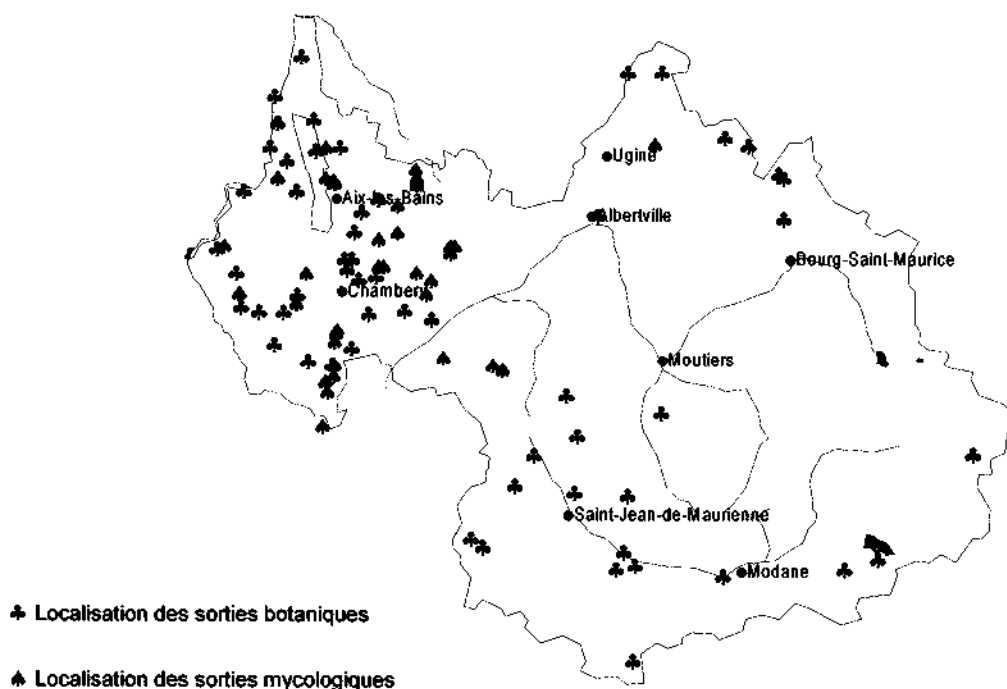 Ugine
Aix-les-Bains
Albertville
Bourg-Saint-Maurice
Chambery
Moutiers
Saint-Jean-de-Maurienne
Modane
Localisation des sorties botaniques
Localisation des sorties mycologiques